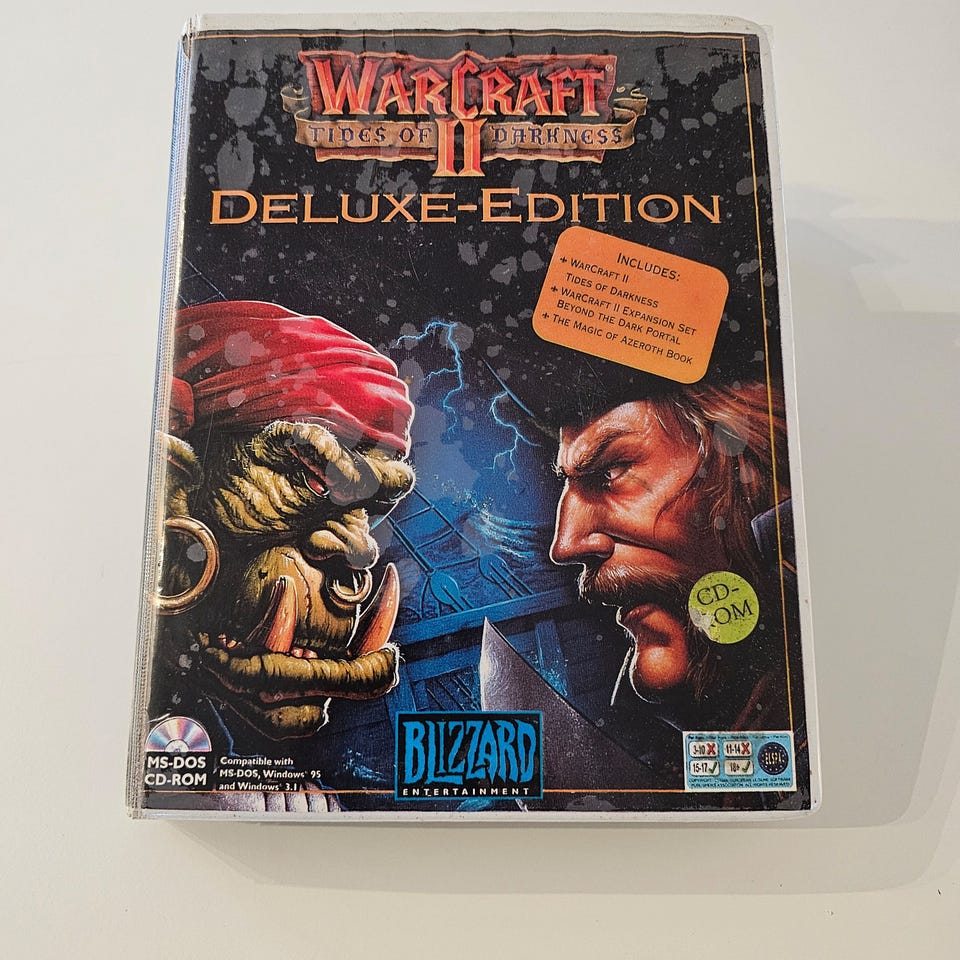 WARCRAFT
TIDES OF DARKNESS
II
DELUXE-EDITION
INCLUDES:
+ WARCRAFT II
TIDES OF DARKNESS
+ WARCRAFT II EXPANSION SET
BEYOND THE DARK PORTAL
+ THE MAGIC OF AZEROTH BOOK
CD-
ROM
MS-DOS
CD-ROM
Compatible with
MS-DOS, Windows® 95
and Windows® 3.1
BLIZZARD
ENTERTAINMENT
3-10 11-14
15-17 18+
ELSPA